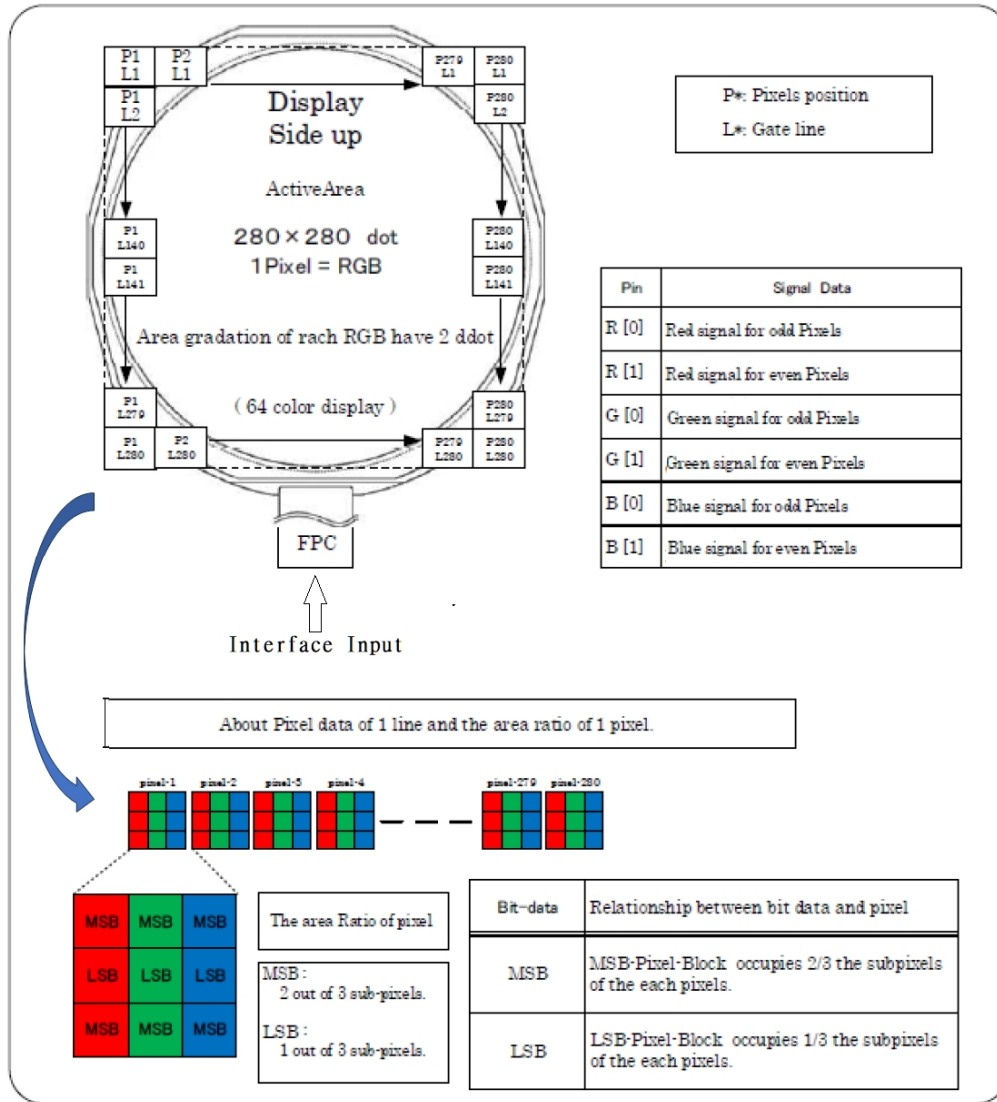 P1 P2 P279 P280
L1 L1 L1 L1
P1 P280
L2 L2
Display
Side up
P*: Pixels position
L*: Gate line
ActiveArea
280×280 dot
1Pixel = RGB
P1 P280
L140 L140
P1 P280
L141 L141
Area gradation of rach RGB have 2 ddot
( 64 color display )
P1 P280
L279 L279
P1 P2 P279 P280
L280 L280 L280 L280
FPC
Interface Input
Pin Signal Data
R [0] Red signal for odd Pixels
R [1] Red signal for even Pixels
G [0] Green signal for odd Pixels
G [1] Green signal for even Pixels
B [0] Blue signal for odd Pixels
B [1] Blue signal for even Pixels
About Pixel data of 1 line and the area ratio of 1 pixel.
pixel-1 pixel-2 pixel-3 pixel-4 pixel-279 pixel-280
MSB MSB MSB
LSB LSB LSB
MSB MSB MSB
The area Ratio of pixel
MSB :
2 out of 3 sub-pixels.
LSB :
1 out of 3 sub-pixels.
Bit-data Relationship between bit data and pixel
MSB MSB-Pixel-Block occupies 2/3 the subpixels
of the each pixels.
LSB LSB-Pixel-Block occupies 1/3 the subpixels
of the each pixels.